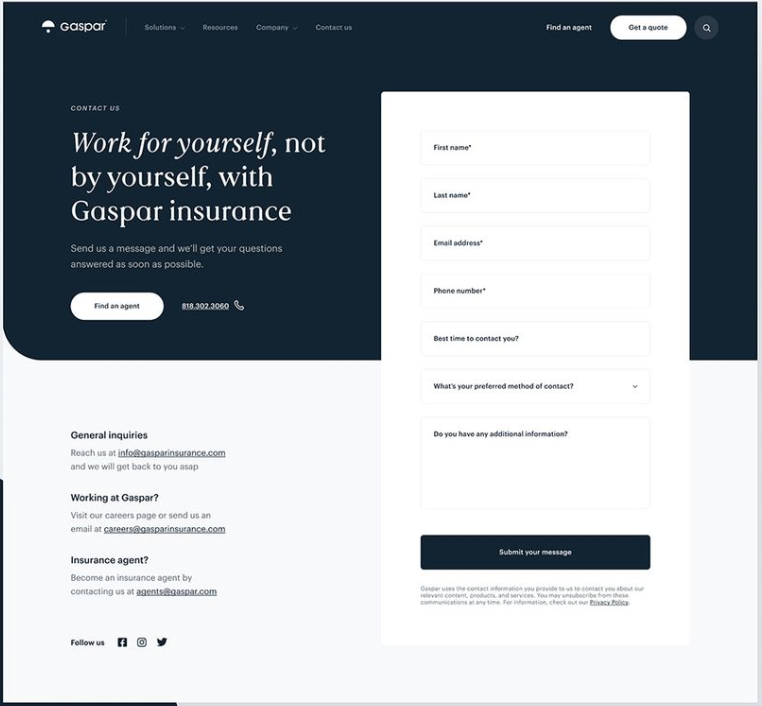 Gaspar
Solutions
Resources
Company
Contact us
Find an agent
Get a quote
CONTACT US
Work for yourself, not
by yourself, with
Gaspar insurance
Send us a message and we'll get your questions
answered as soon as possible.
Find an agent
818.302.3060
First name*
Last name*
Email address*
Phone number*
Best time to contact you?
What's your preferred method of contact?
Do you have any additional information?
Submit your message
Gaspar uses the contact information you provide to us to contact you about our
relevant content, products, and services. You may unsubscribe from these
communications at any time. For information, check out our Privacy Policy.
General inquiries
Reach us at info@gasparinsurance.com
and we will get back to you asap
Working at Gaspar?
Visit our careers page or send us an
email at careers@gasparinsurance.com
Insurance agent?
Become an insurance agent by
contacting us at agents@gaspar.com
Follow us